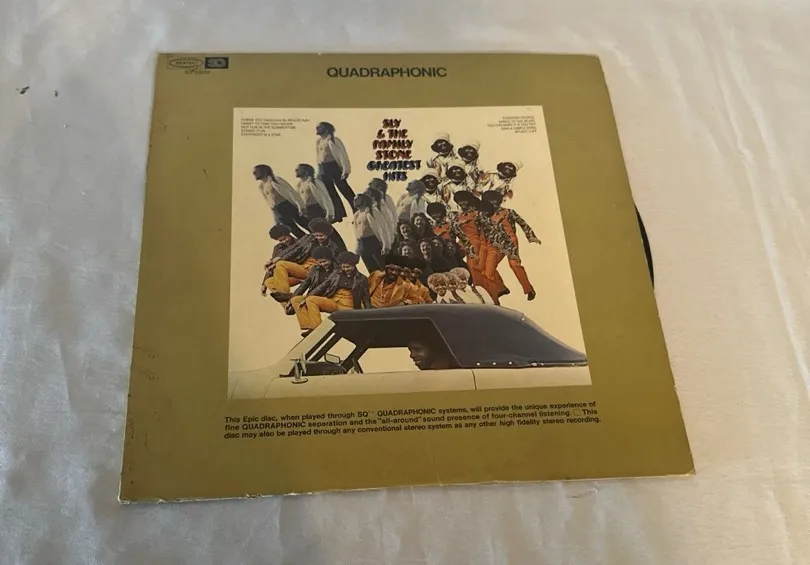 epic
SQ
QUADRAPHONIC
SLY
& THE
FAMILY
STONE
GREATEST
HITS
This Epic disc, when played through SQ™ QUADRAPHONIC systems, will provide the unique experience of
fine QUADRAPHONIC separation and the "all-around" sound presence of four-channel listening. □ This
disc may also be played through any conventional stereo system as any other high fidelity stereo recording.